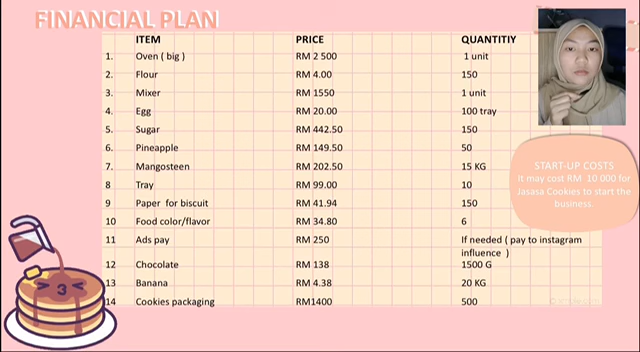 FINANCIAL PLAN
ITEM PRICE QUANTITIY
1. Oven ( big ) RM 2 500 1 unit
2. Flour RM 4.00 150
3. Mixer RM 1550 1 unit
4. Egg RM 20.00 100 tray
5. Sugar RM 442.50 150
6. Pineapple RM 149.50 50
7. Mangosteen RM 202.50 15 KG
8 Tray RM 99.00 10
9 Paper for biscuit RM 41.94 150
10 Food color/flavor RM 34.80 6
11 Ads pay RM 250 If needed ( pay to instagram
influence )
12 Chocolate RM 138 1500 G
13 Banana RM 4.38 20 KG
14 Cookies packaging RM1400 500
START-UP COSTS
It may cost RM 10 000 for
Jasasa Cookies to start the
business.